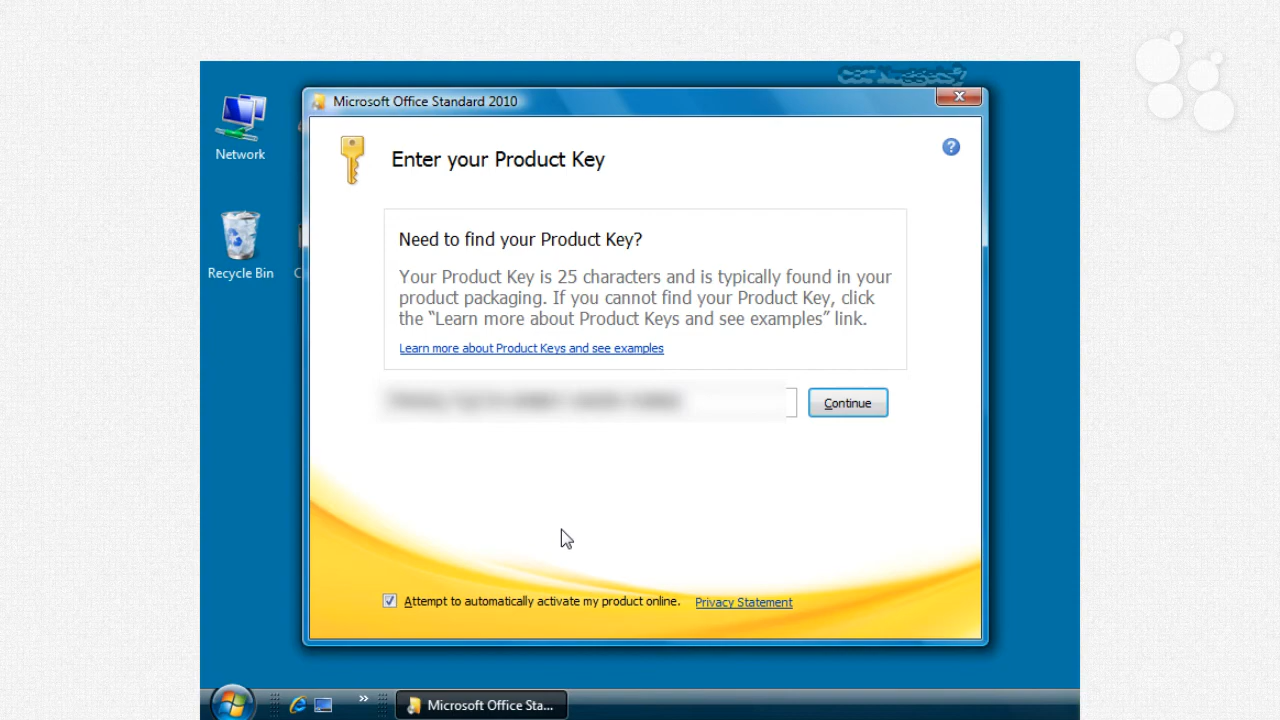 Microsoft Office Standard 2010
Network
Enter your Product Key
Need to find your Product Key?
Recycle Bin
Your Product Key is 25 characters and is typically found in your
product packaging. If you cannot find your Product Key, click
the “Learn more about Product Keys and see examples” link.
Learn more about Product Keys and see examples
Continue
Attempt to automatically activate my product online. Privacy Statement
Microsoft Office Sta...